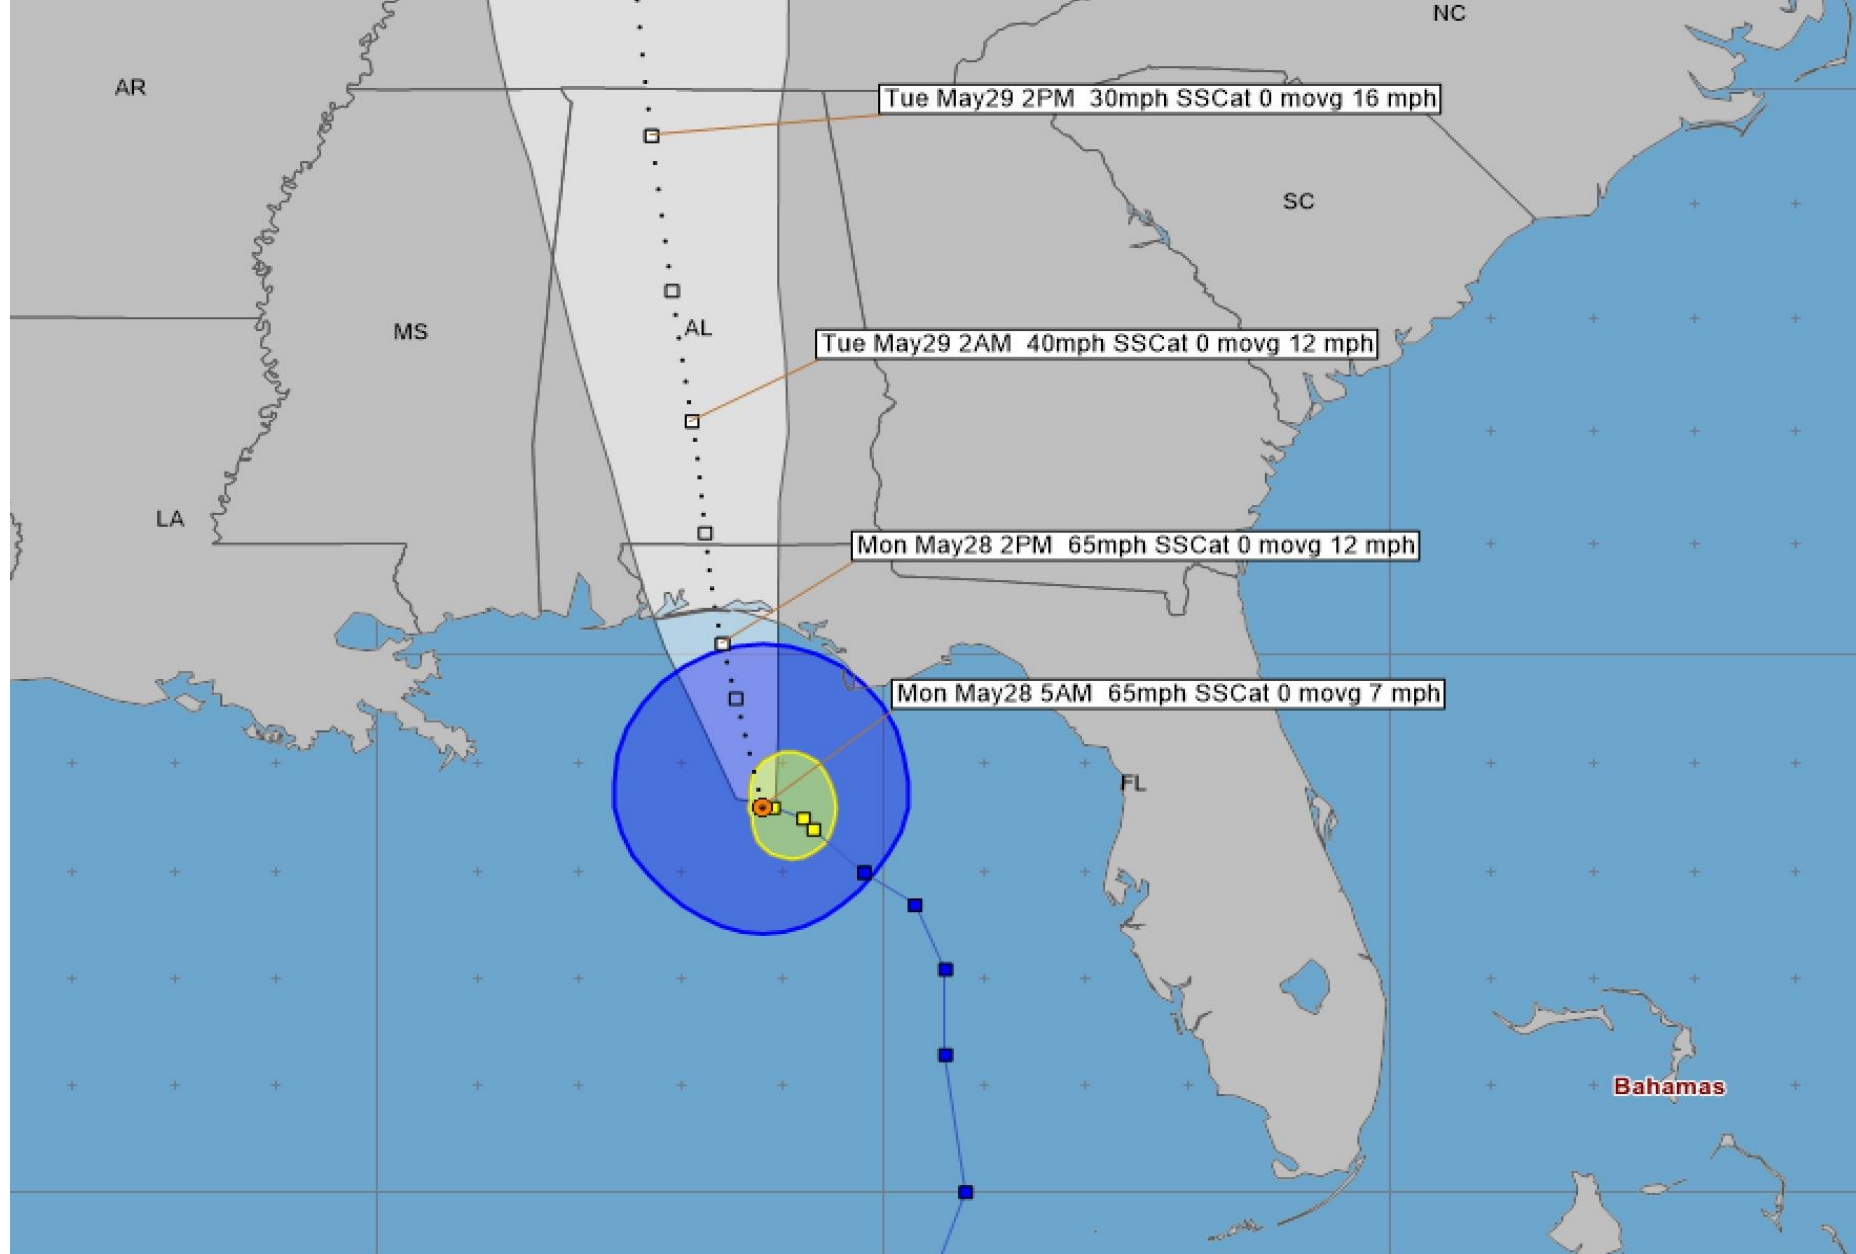 NC
AR
Tue May29 2PM  30mph SSCat 0 movg 16 mph
SC
MS
AL
Tue May29 2AM  40mph SSCat 0 movg 12 mph
LA
Mon May28 2PM  65mph SSCat 0 movg 12 mph
Mon May28 5AM  65mph SSCat 0 movg 7 mph
FL
Bahamas